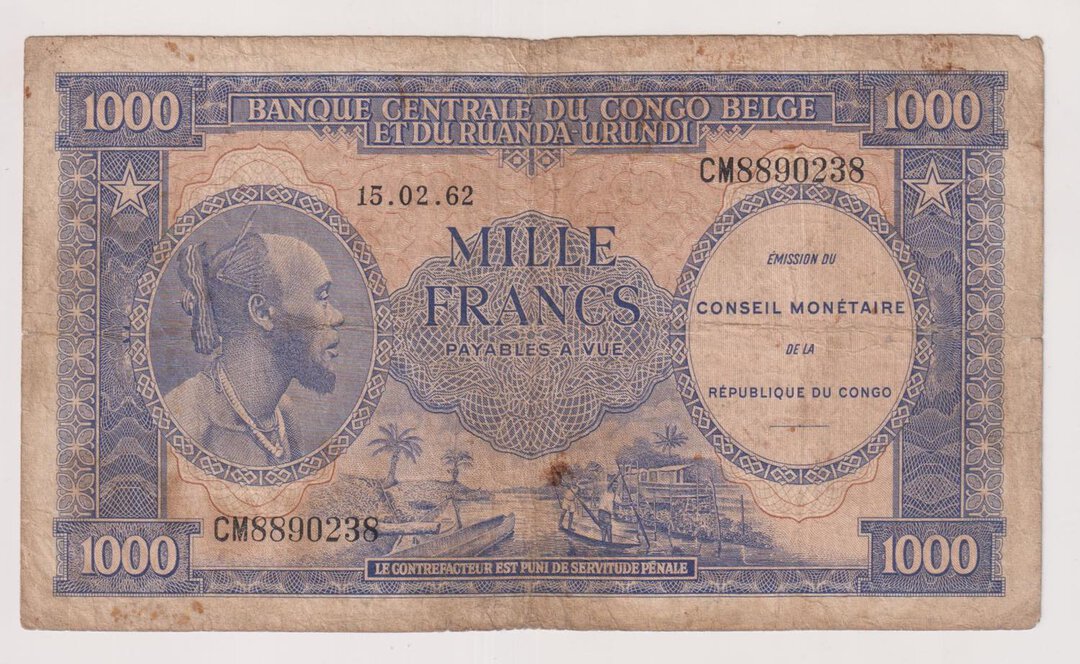 1000
BANQUE CENTRALE DU CONGO BELGE
ET DU RUANDA-URUNDI
1000
CM8890238
15.02.62
MILLE
FRANCS
PAYABLES A VUE
ÉMISSION DU
CONSEIL MONÉTAIRE
DE LA
RÉPUBLIQUE DU CONGO
CM8890238
1000
LE CONTREFACTEUR EST PUNI DE SERVITUDE PÉNALE
1000